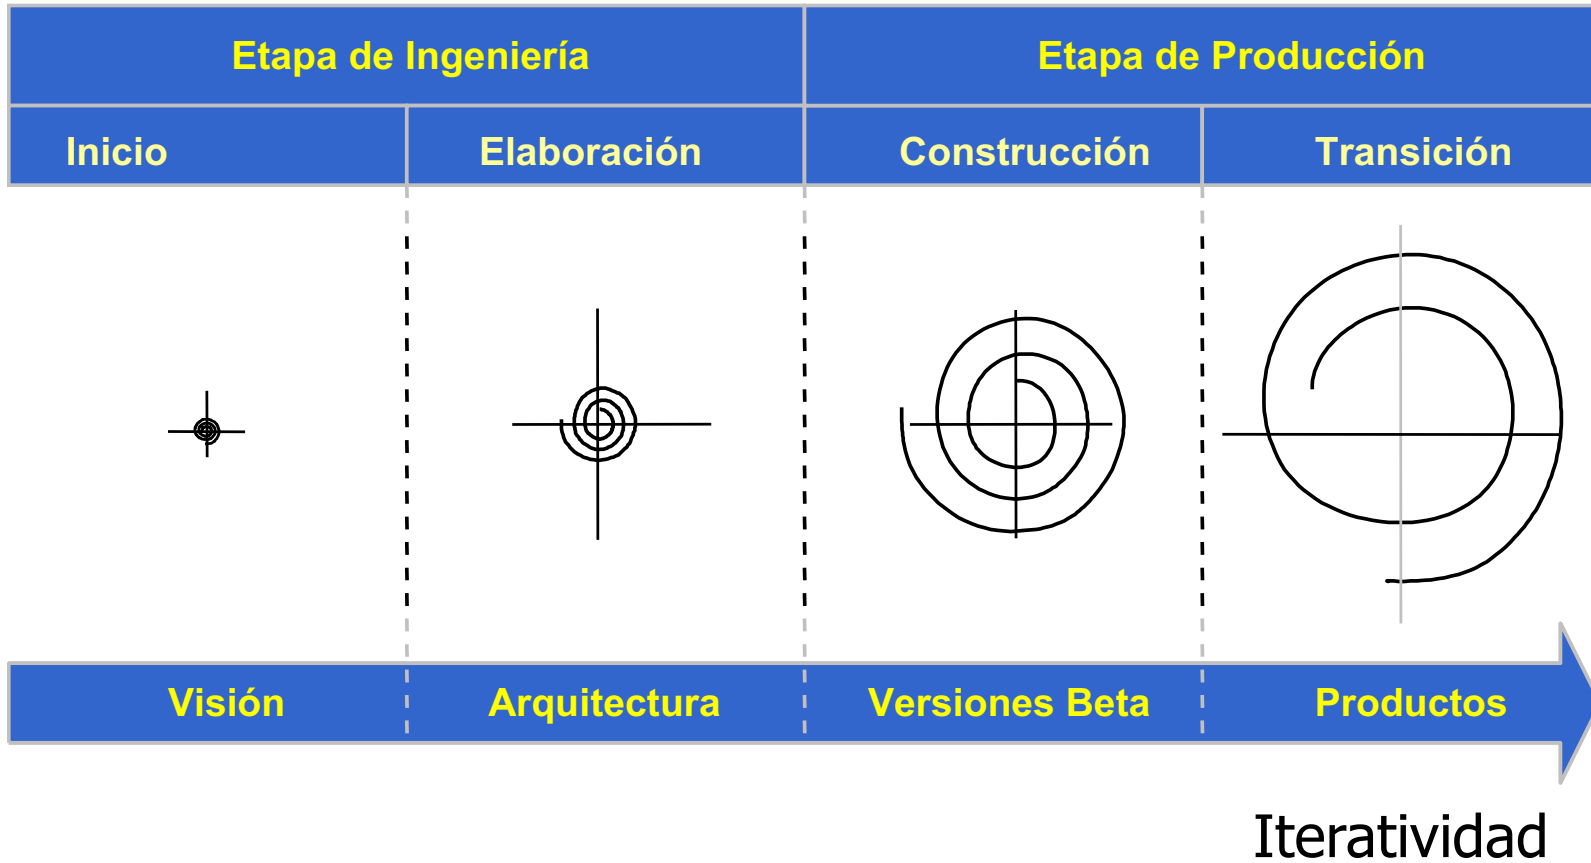 Etapa de Ingeniería
Etapa de Producción
Inicio
Elaboración
Construcción
Transición
Visión
Arquitectura
Versiones Beta
Productos
Iteratividad